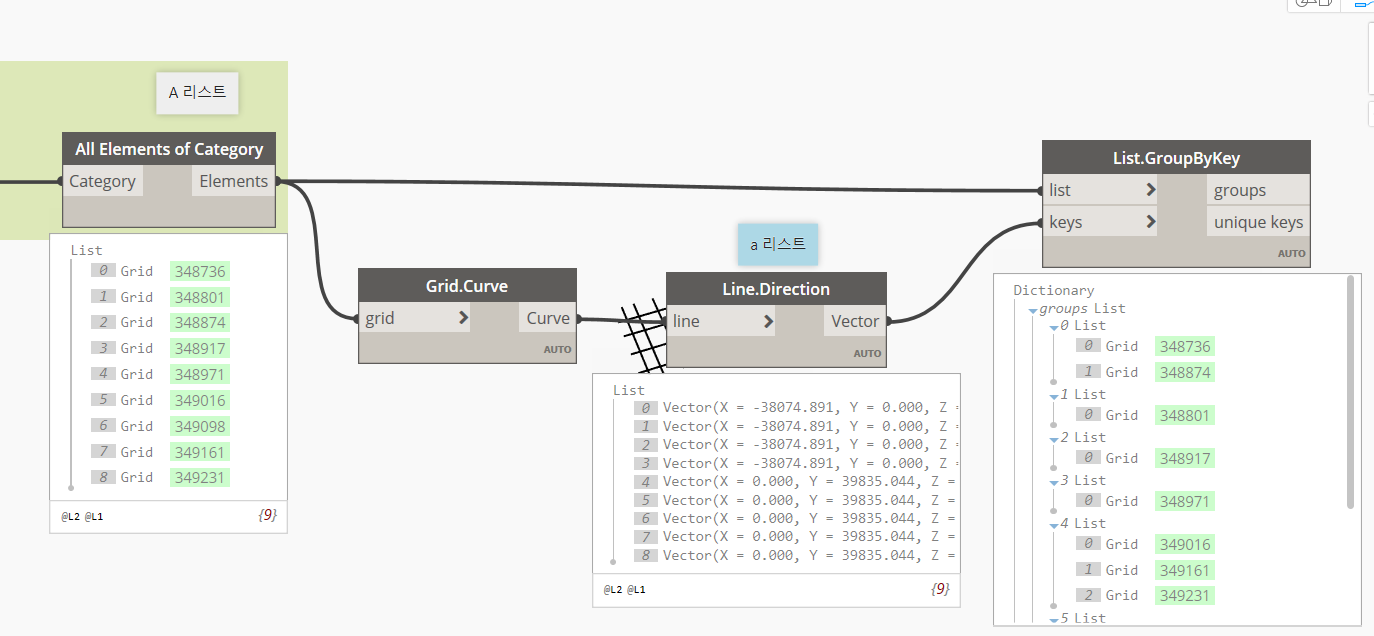 A 리스트
All Elements of Category
Category
Elements
List
0 Grid 348736
1 Grid 348801
2 Grid 348874
3 Grid 348917
4 Grid 348971
5 Grid 349016
6 Grid 349098
7 Grid 349161
8 Grid 349231
@L2 @L1 {9}
Grid.Curve
grid > Curve
AUTO
a 리스트
Line.Direction
line > Vector
AUTO
List
0 Vector(X = -38074.891, Y = 0.000, Z =
1 Vector(X = -38074.891, Y = 0.000, Z =
2 Vector(X = -38074.891, Y = 0.000, Z =
3 Vector(X = -38074.891, Y = 0.000, Z =
4 Vector(X = 0.000, Y = 39835.044, Z =
5 Vector(X = 0.000, Y = 39835.044, Z =
6 Vector(X = 0.000, Y = 39835.044, Z =
7 Vector(X = 0.000, Y = 39835.044, Z =
8 Vector(X = 0.000, Y = 39835.044, Z =
@L2 @L1 {9}
List.GroupByKey
list > groups
keys > unique keys
AUTO
Dictionary
groups List
0 List
0 Grid 348736
1 Grid 348874
1 List
0 Grid 348801
2 List
0 Grid 348917
3 List
0 Grid 348971
4 List
0 Grid 349016
1 Grid 349161
2 Grid 349231
5 List